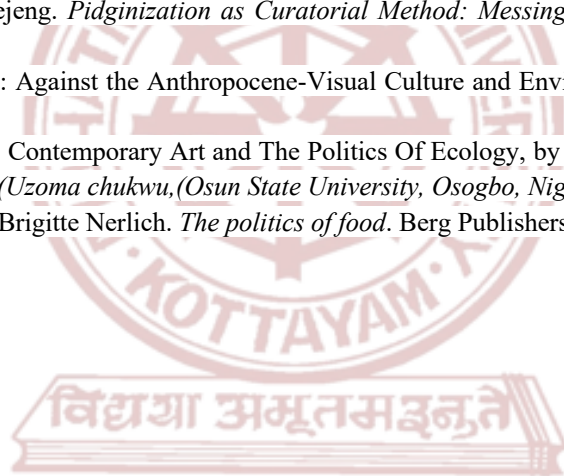 ejeng. Pidginization as Curatorial Method: Messing
: Against the Anthropocene-Visual Culture and Envi
Contemporary Art and The Politics Of Ecology, by
(Uzoma chukwu,(Osun State University, Osogbo, Nig
Brigitte Nerlich. The politics of food. Berg Publishers
KOTTAYAM
विद्यया अमृतमश्नुते